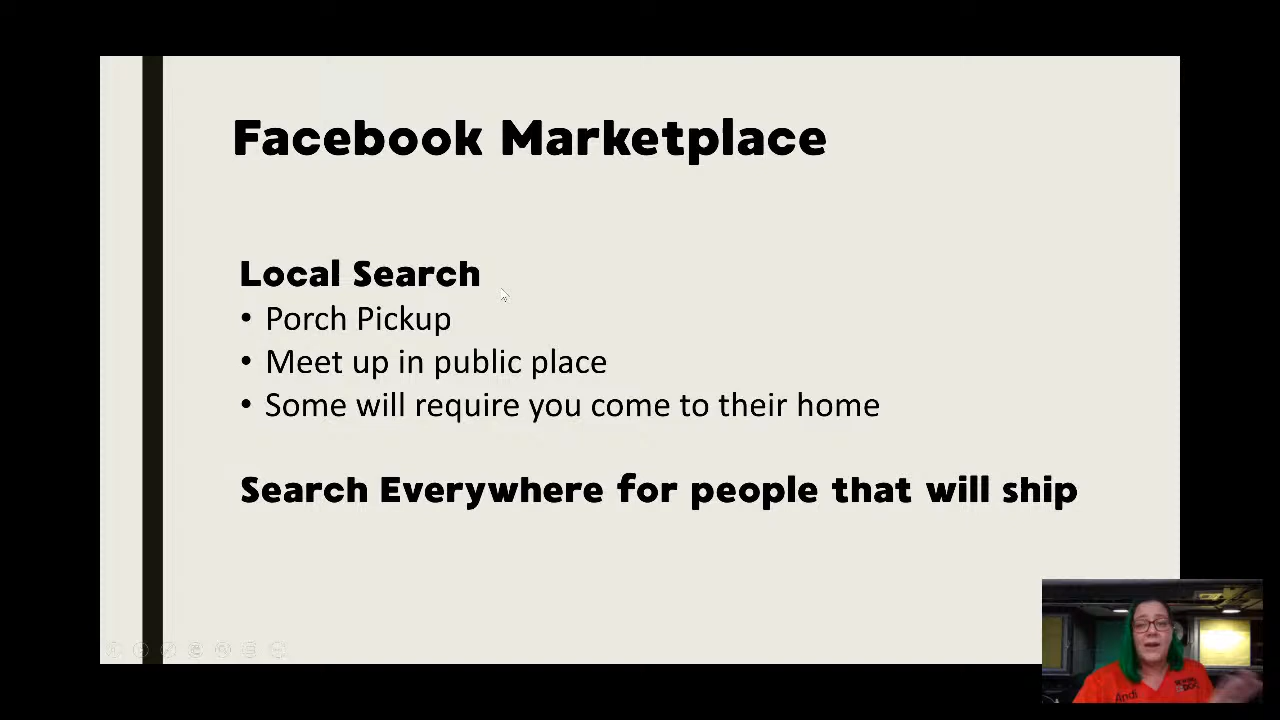 Facebook Marketplace
Local Search
• Porch Pickup
• Meet up in public place
• Some will require you come to their home
Search Everywhere for people that will ship
Andi